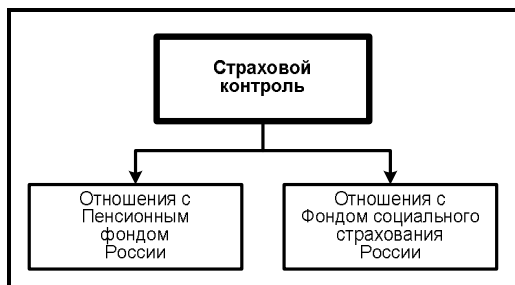 Страховой
контроль
Отношения с
Пенсионным
фондом
России
Отношения с
Фондом социального
страхования
России